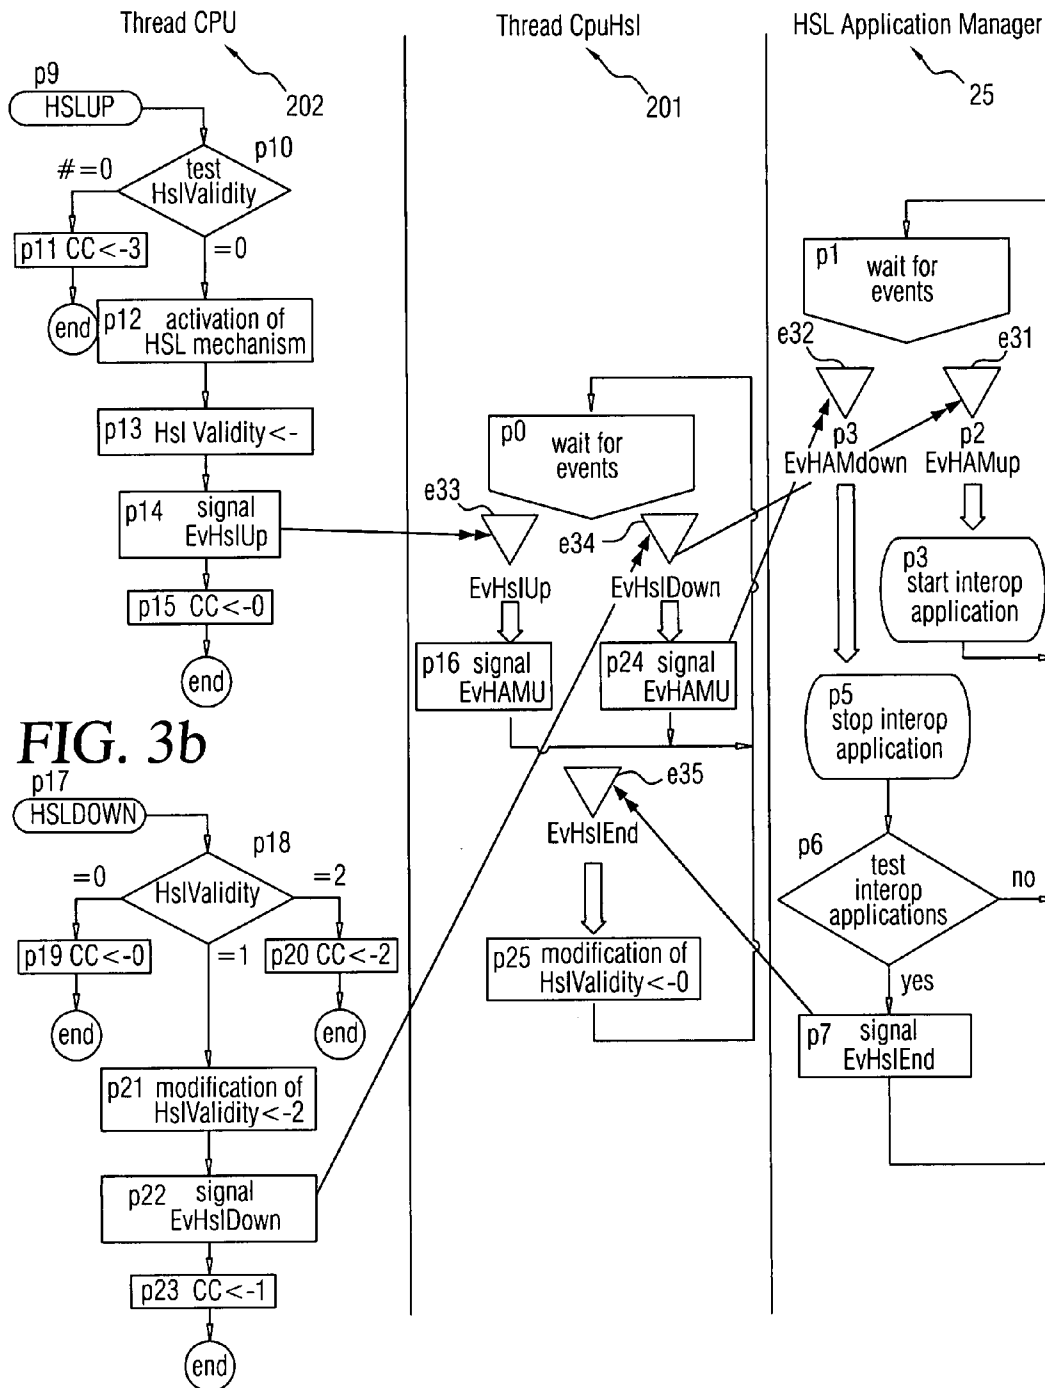 Thread CPU
202
p9
HSLUP
p10
test
HslValidity
#=0
=0
p11 CC<-3
end
p12 activation of
HSL mechanism
p13 Hsl Validity<-
p14 signal
EvHslUp
p15 CC<-0
end
FIG. 3b
p17
HSLDOWN
p18
HslValidity
=0
=2
=1
p19 CC<-0
p20 CC<-2
end
end
p21 modification of
HslValidity<-2
p22 signal
EvHslDown
p23 CC<-1
end
Thread CpuHsl
201
p0
wait for
events
e33
e34
EvHslUp
EvHslDown
p16 signal
EvHAMU
p24 signal
EvHAMU
e35
EvHslEnd
p25 modification of
HslValidity<-0
HSL Application Manager
25
p1
wait for
events
e32
e31
p3
EvHAMdown
p2
EvHAMup
p3
start interop
application
p5
stop interop
application
p6
test
interop
applications
no
yes
p7 signal
EvHslEnd